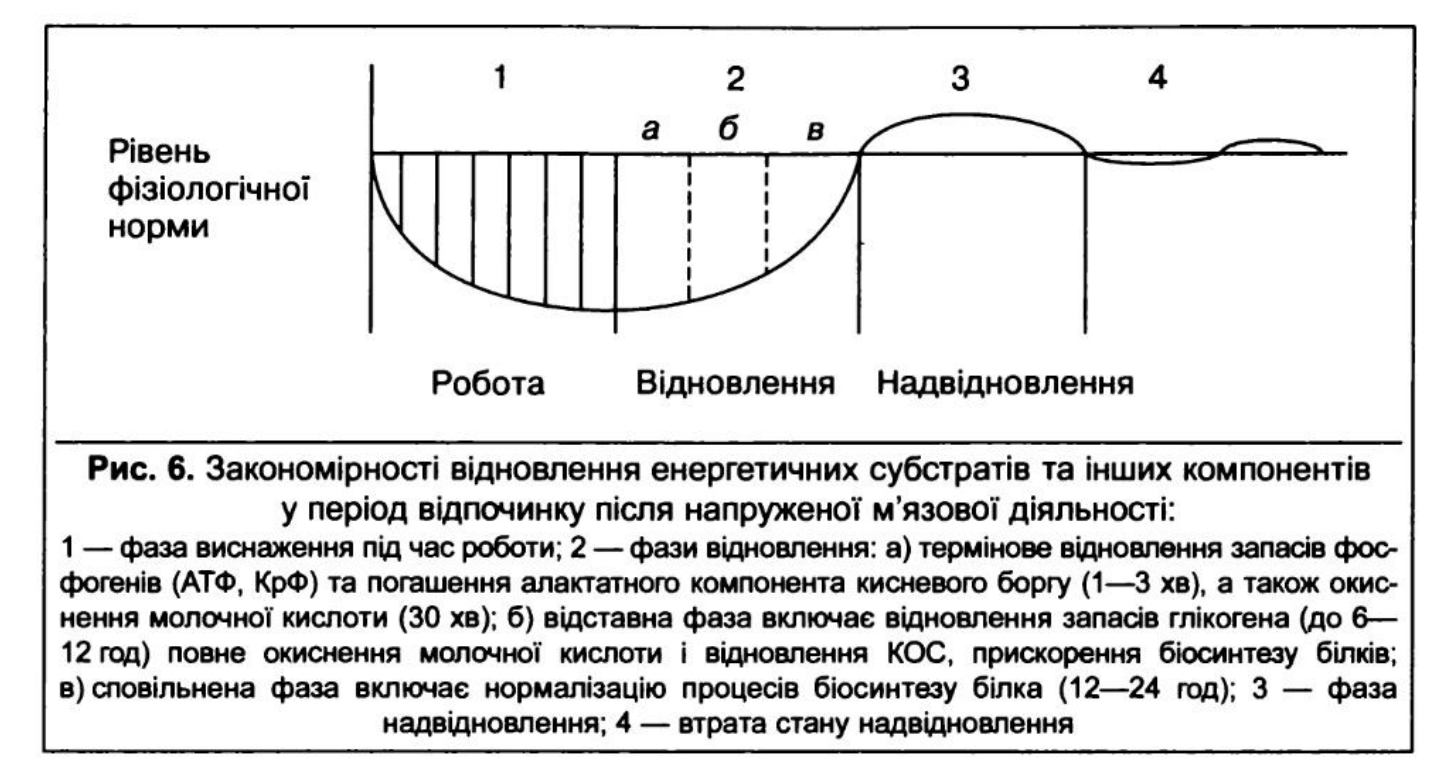 1 2 3 4
а б в
Рівень
фізіологічної
норми
Робота Відновлення Надвідновлення
Рис. 6. Закономірності відновлення енергетичних субстратів та інших компонентів
у період відпочинку після напруженої м'язової діяльності:
1 — фаза виснаження під час роботи; 2 — фази відновлення: а) термінове відновлення запасів фос-
фогенів (АТФ, КрФ) та погашення алактатного компонента кисневого боргу (1—3 хв), а також окис-
нення молочної кислоти (30 хв); б) відставна фаза включає відновлення запасів глікогена (до 6—
12 год) повне окиснення молочної кислоти і відновлення КОС, прискорення біосинтезу білків;
в) сповільнена фаза включає нормалізацію процесів біосинтезу білка (12—24 год); 3 — фаза
надвідновлення; 4 — втрата стану надвідновлення